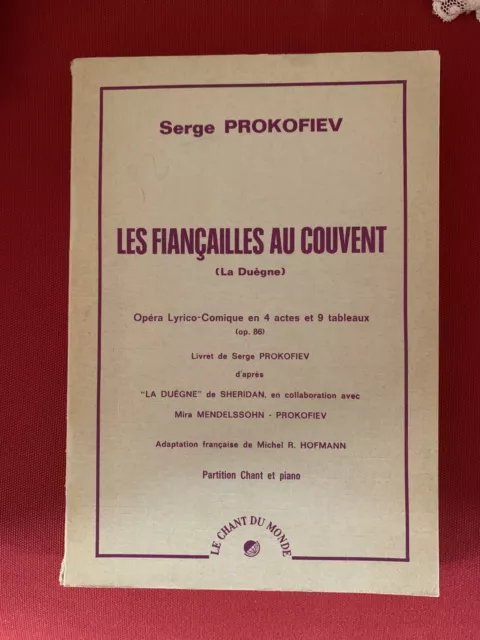 Serge PROKOFIEV
LES FIANÇAILLES AU COUVENT
(La Duègne)
Opéra Lyrico-Comique en 4 actes et 9 tableaux
(op. 86)
Livret de Serge PROKOFIEV
d'après
"LA DUÈGNE" de SHERIDAN, en collaboration avec
Mira MENDELSSOHN - PROKOFIEV
Adaptation française de Michel R. HOFMANN
Partition Chant et piano
LE CHANT DU MONDE